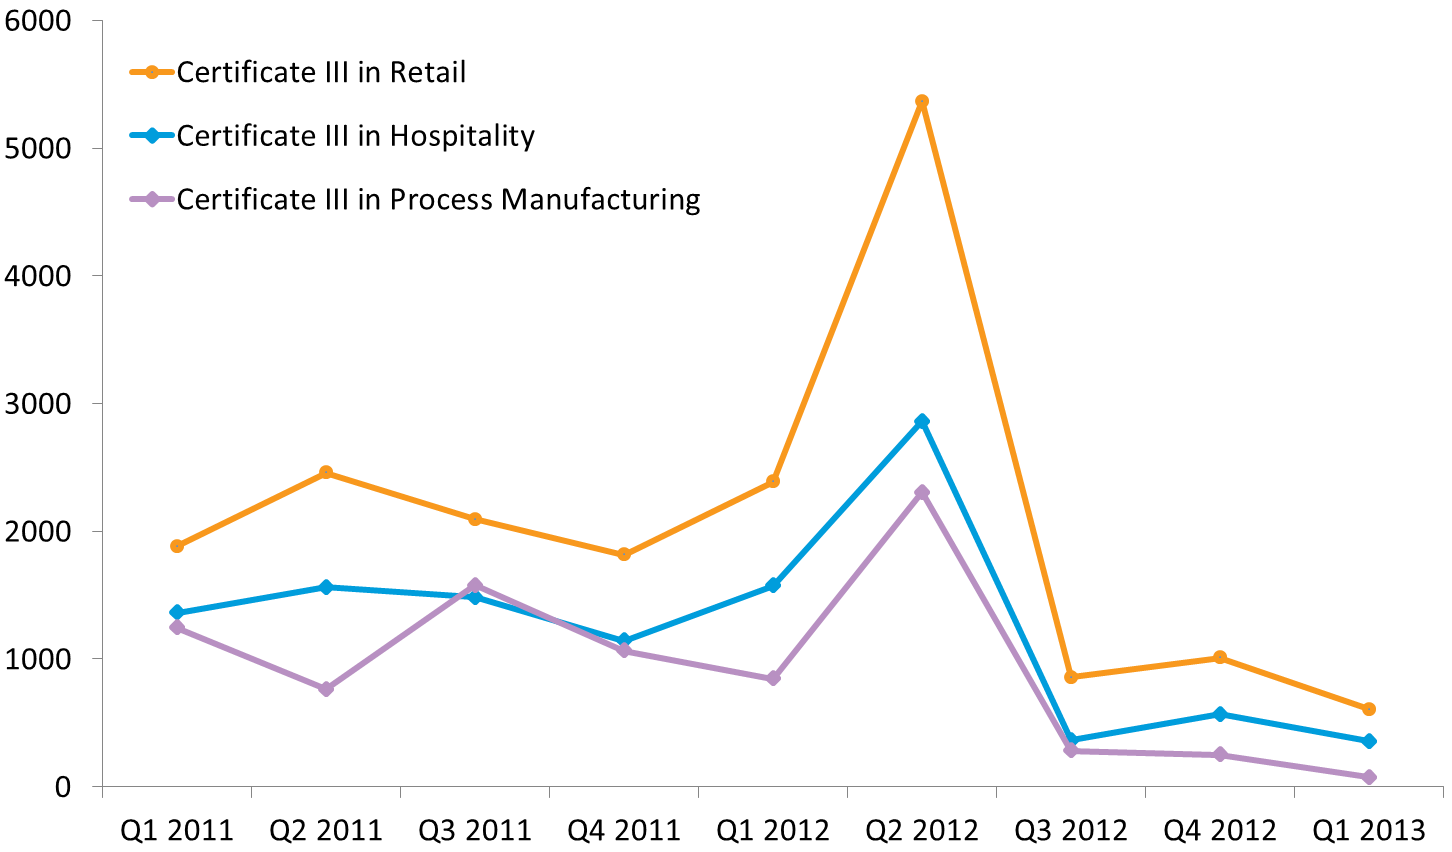 6000
Certificate III in Retail
Certificate III in Hospitality
5000
Certificate III in Process Manufacturing
4000
3000
2000
1000
0
Q1 2011 Q2 2011 Q3 2011 Q4 2011 Q1 2012 Q2 2012 Q3 2012 Q4 2012 Q1 2013